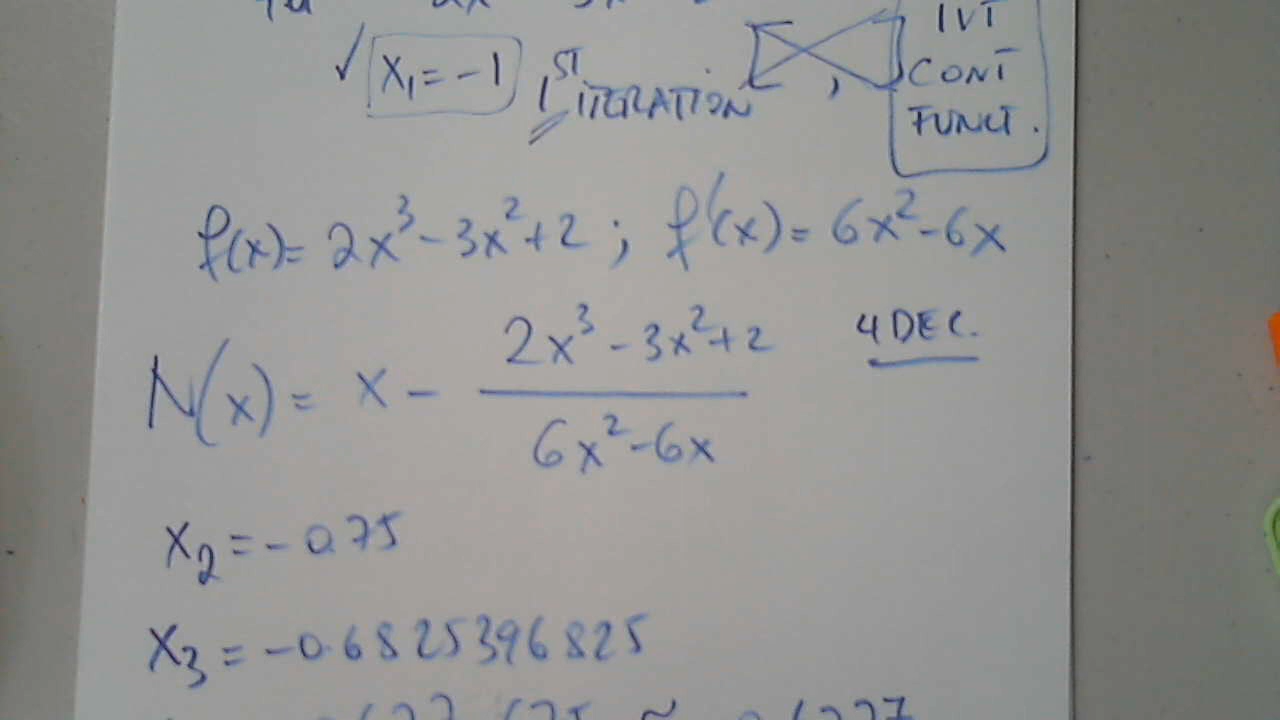 ✓ X₁ = -1 1ST ITERATION , IVT CONT FUNCT.
f(x) = 2x³ - 3x² + 2 ; f'(x) = 6x² - 6x
N(x) = x - (2x³ - 3x² + 2) / (6x² - 6x) 4 DEC.
X₂ = -0.75
X₃ = -0.6825396825